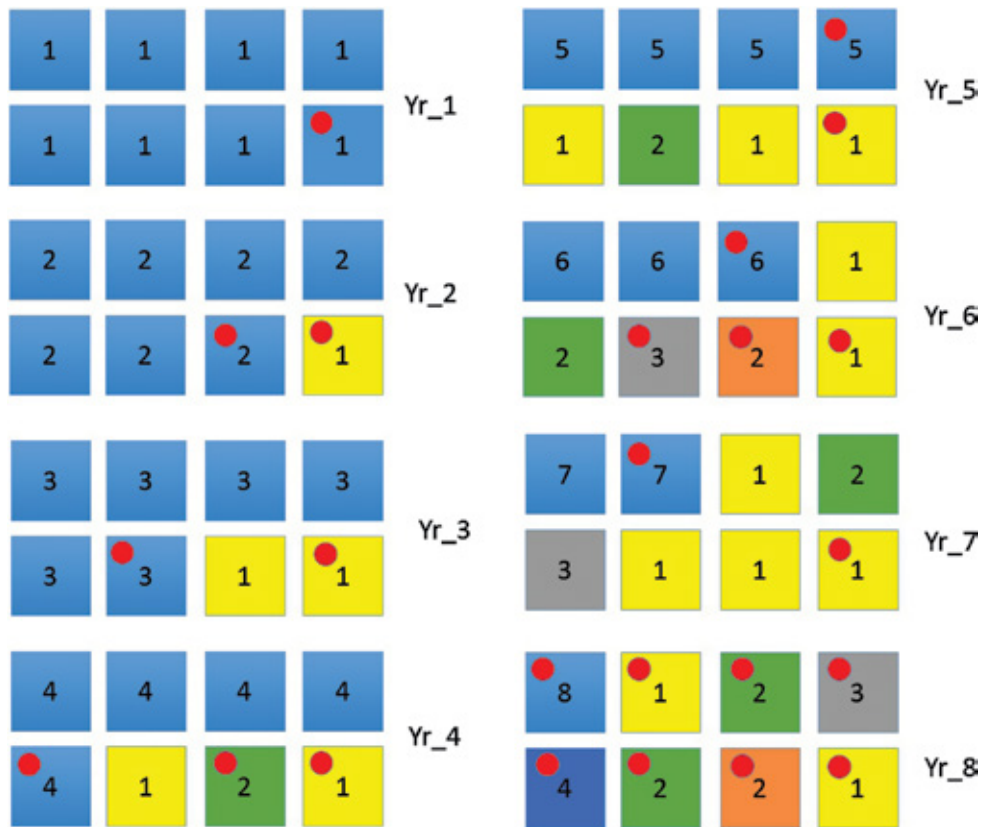 1 1 1 1
1 1 1 1
Yr_1
2 2 2 2
2 2 2 1
Yr_2
3 3 3 3
3 3 1 1
Yr_3
4 4 4 4
4 1 2 1
Yr_4
5 5 5 5
1 2 1 1
Yr_5
6 6 6 1
2 3 2 1
Yr_6
7 7 1 2
3 1 1 1
Yr_7
8 1 2 3
4 2 2 1
Yr_8